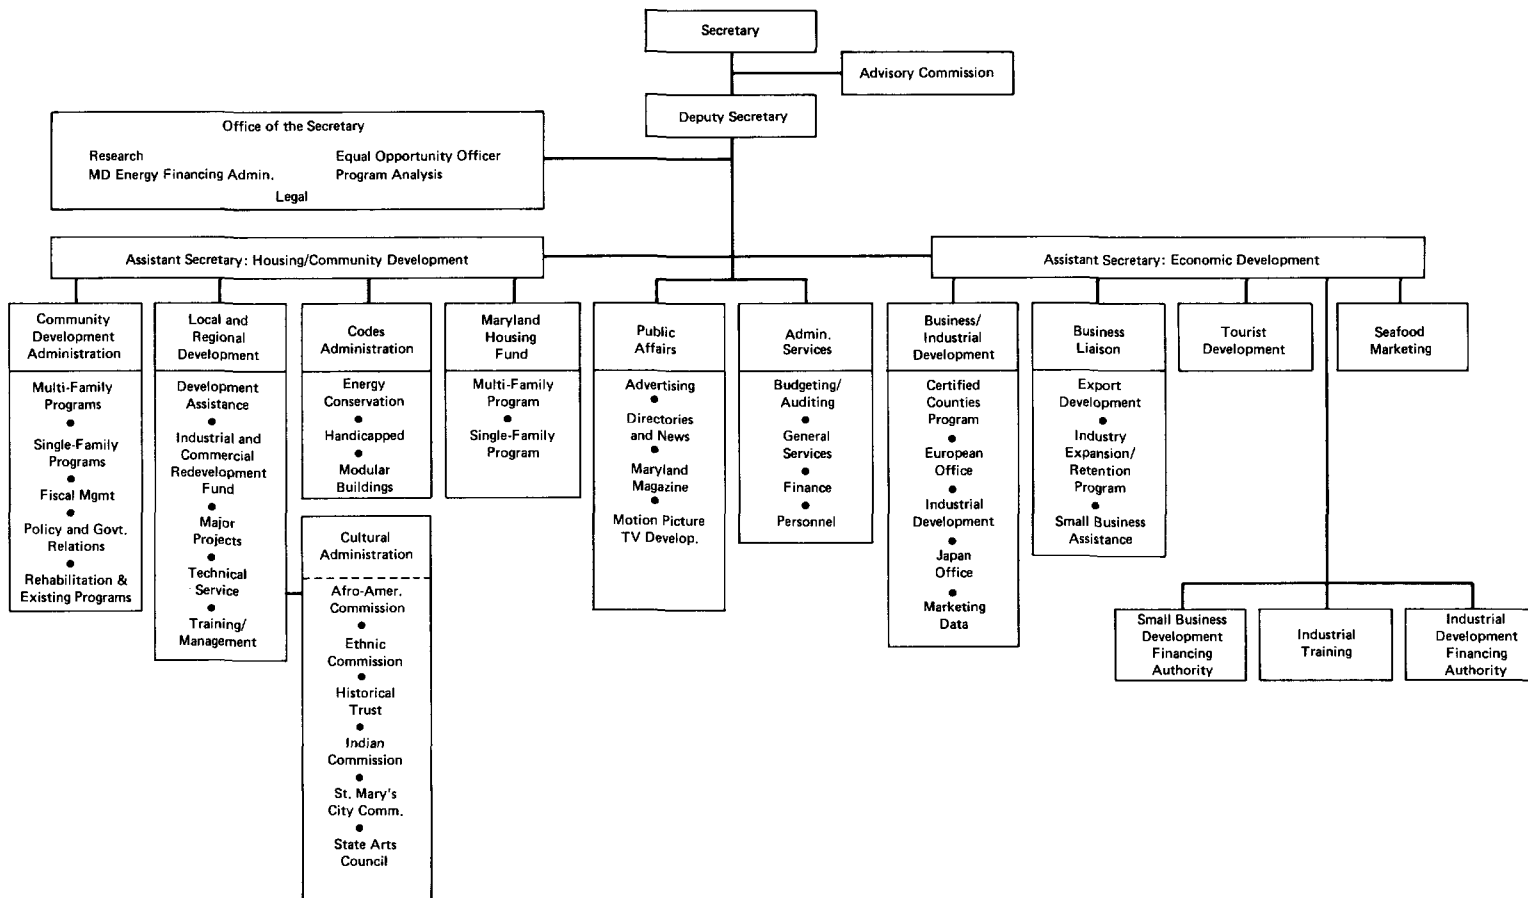 Secretary
Advisory Commission
Deputy Secretary
Office of the Secretary
Research
Equal Opportunity Officer
MD Energy Financing Admin.
Program Analysis
Legal
Assistant Secretary: Housing/Community Development
Assistant Secretary: Economic Development
Community
Development
Administration
Multi-Family
Programs
Single-Family
Programs
Fiscal Mgmt
Policy and Govt.
Relations
Rehabilitation &
Existing Programs
Local and
Regional
Development
Development
Assistance
Industrial and
Commercial
Redevelopment
Fund
Major
Projects
Technical
Service
Training/
Management
Codes
Administration
Energy
Conservation
Handicapped
Modular
Buildings
Cultural
Administration
Afro-Amer.
Commission
Ethnic
Commission
Historical
Trust
Indian
Commission
St. Mary's
City Comm.
State Arts
Council
Maryland
Housing
Fund
Multi-Family
Program
Single-Family
Program
Public
Affairs
Advertising
Directories
and News
Maryland
Magazine
Motion Picture
TV Develop.
Admin.
Services
Budgeting/
Auditing
General
Services
Finance
Personnel
Business/
Industrial
Development
Certified
Counties
Program
European
Office
Industrial
Development
Japan
Office
Marketing
Data
Business
Liaison
Export
Development
Industry
Expansion/
Retention
Program
Small Business
Assistance
Tourist
Development
Seafood
Marketing
Small Business
Development
Financing
Authority
Industrial
Training
Industrial
Development
Financing
Authority